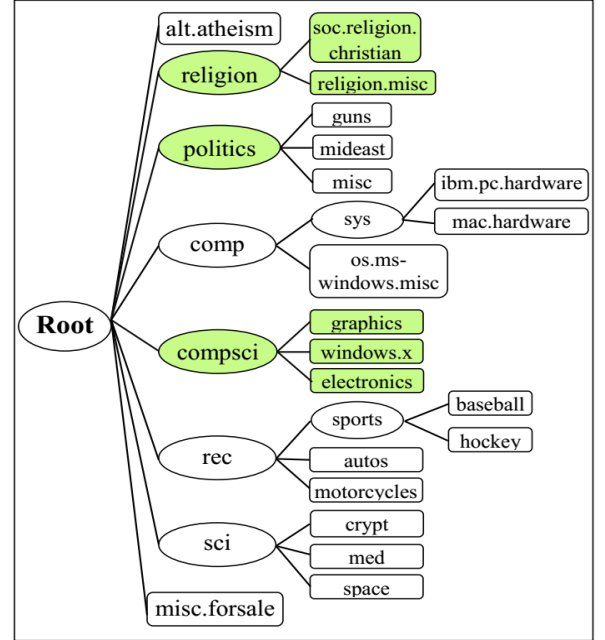 alt.atheism
soc.religion.
christian
religion
religion.misc
guns
politics
mideast
misc
ibm.pc.hardware
sys
mac.hardware
comp
os.ms-
windows.misc
Root
graphics
compsci
windows.x
electronics
baseball
sports
hockey
rec
autos
motorcycles
crypt
sci
med
space
misc.forsale